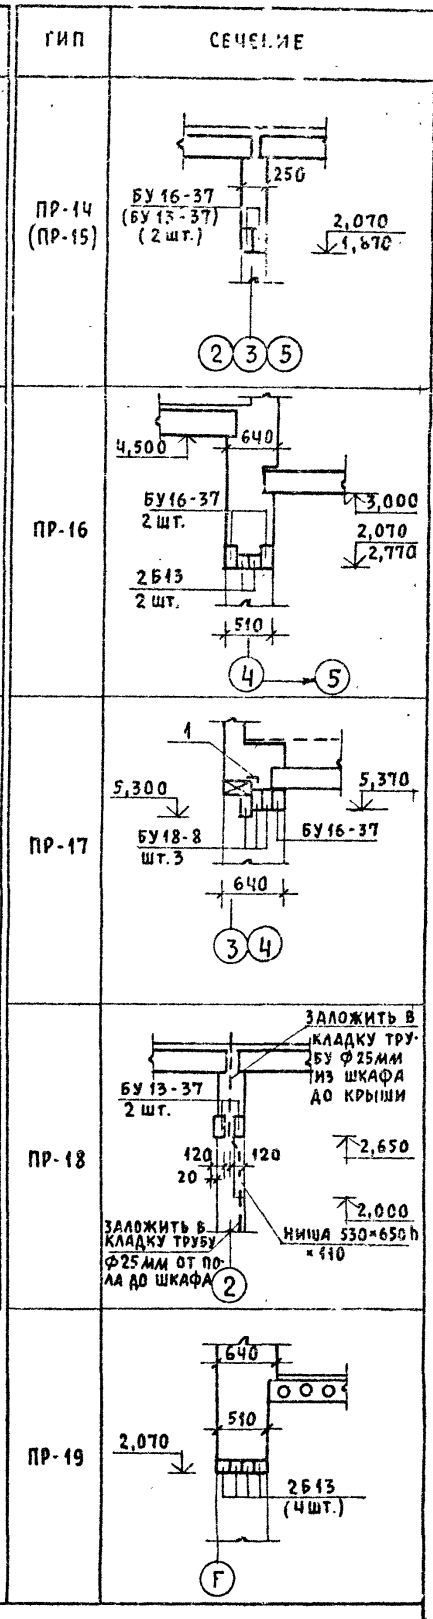 ТИП
СЕЧЕНИЕ
ПР-14
(ПР-15)
250
БУ 16-37
(БУ 13-37)
(2 шт.)
2,070
1,870
2 3 5
ПР-16
4,500
640
БУ16-37
2 шт.
3,000
2,070
2,770
2Б13
2 шт.
510
4 5
ПР-17
1
5,300
5,370
БУ18-8
шт.3
БУ16-37
640
3 4
ПР-18
ЗАЛОЖИТЬ В
КЛАДКУ ТРУ-
БУ Ф 25ММ
ИЗ ШКАФА
ДО КРЫШИ
БУ 13-37
2 шт.
120 120
20
2,650
2,000
НИША 530×650h
×110
ЗАЛОЖИТЬ В
КЛАДКУ ТРУБУ
Ф25ММ ОТ ПО-
ЛА ДО ШКАФА
2
ПР-19
640
510
2,070
2Б13
(4ШТ.)
Г